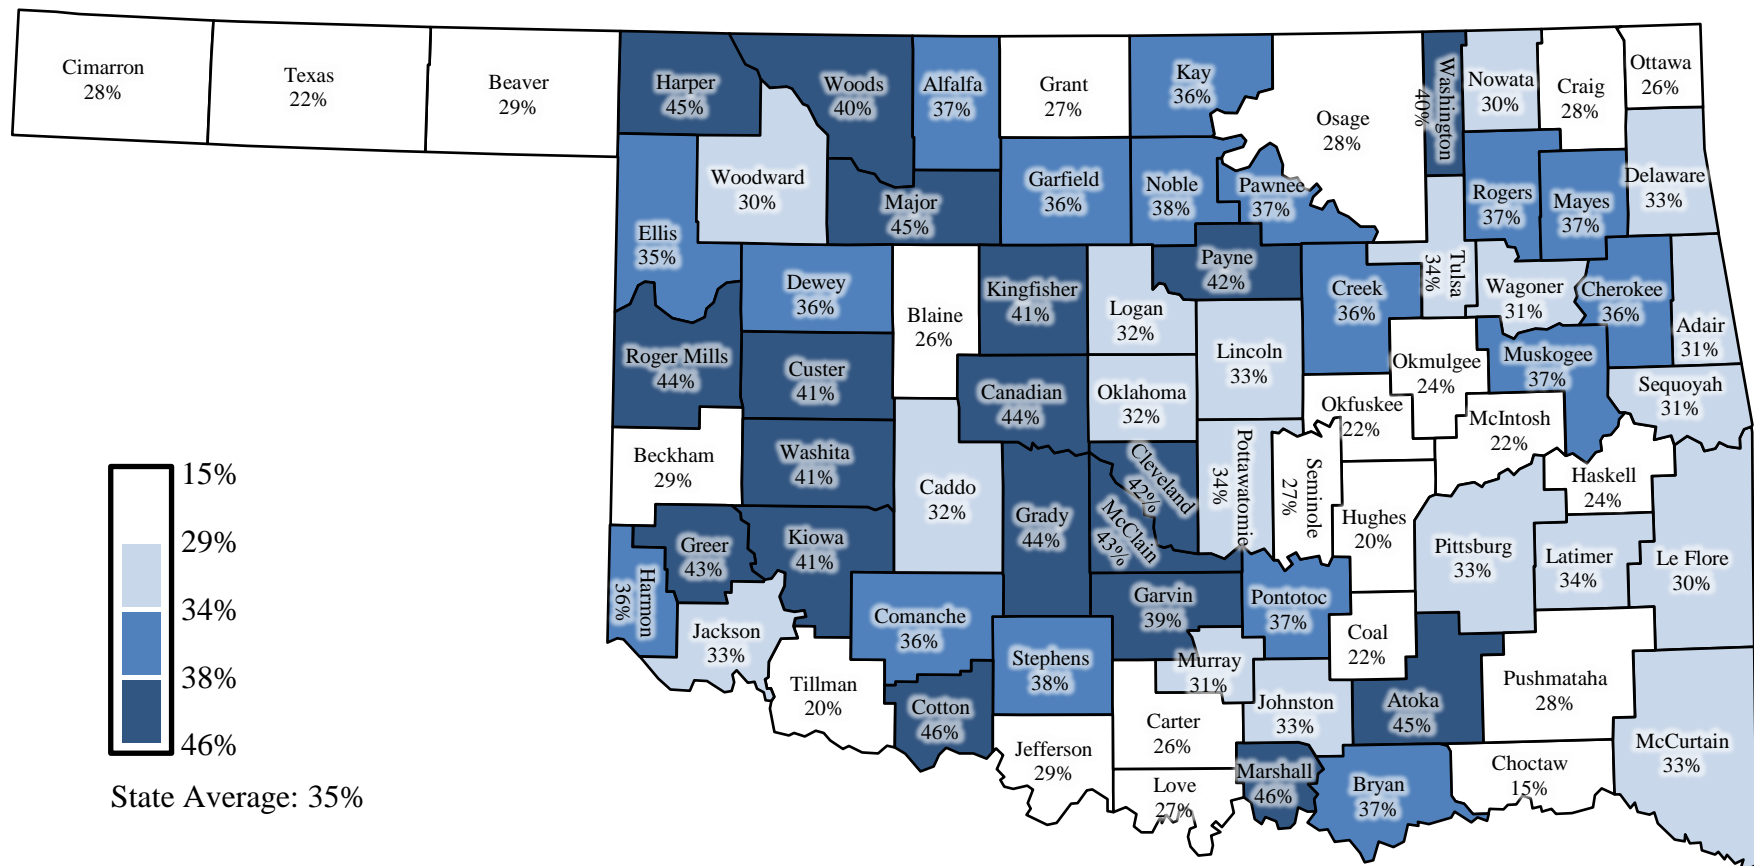 Cimarron
28%
Texas
22%
Beaver
29%
Harper
45%
Woods
40%
Alfalfa
37%
Grant
27%
Kay
36%
Osage
28%
Washington
40%
Nowata
30%
Craig
28%
Ottawa
26%
Woodward
30%
Major
45%
Garfield
36%
Noble
38%
Pawnee
37%
Rogers
37%
Mayes
37%
Delaware
33%
Ellis
35%
Dewey
36%
Blaine
26%
Kingfisher
41%
Logan
32%
Payne
42%
Creek
36%
Tulsa
34%
Wagoner
31%
Cherokee
36%
Adair
31%
Roger Mills
44%
Custer
41%
Canadian
44%
Oklahoma
32%
Lincoln
33%
Okmulgee
24%
Muskogee
37%
Sequoyah
31%
Okfuskee
22%
McIntosh
22%
Beckham
29%
Washita
41%
Caddo
32%
Grady
44%
Cleveland
42%
McClain
43%
Pottawatomie
34%
Seminole
27%
Hughes
20%
Haskell
24%
Pittsburg
33%
Latimer
34%
Le Flore
30%
Harmon
36%
Greer
43%
Kiowa
41%
Jackson
33%
Comanche
36%
Garvin
39%
Pontotoc
37%
Coal
22%
Tillman
20%
Cotton
46%
Stephens
38%
Murray
31%
Johnston
33%
Atoka
45%
Pushmataha
28%
McCurtain
33%
Jefferson
29%
Carter
26%
Love
27%
Marshall
46%
Bryan
37%
Choctaw
15%
15%
29%
34%
38%
46%
State Average: 35%